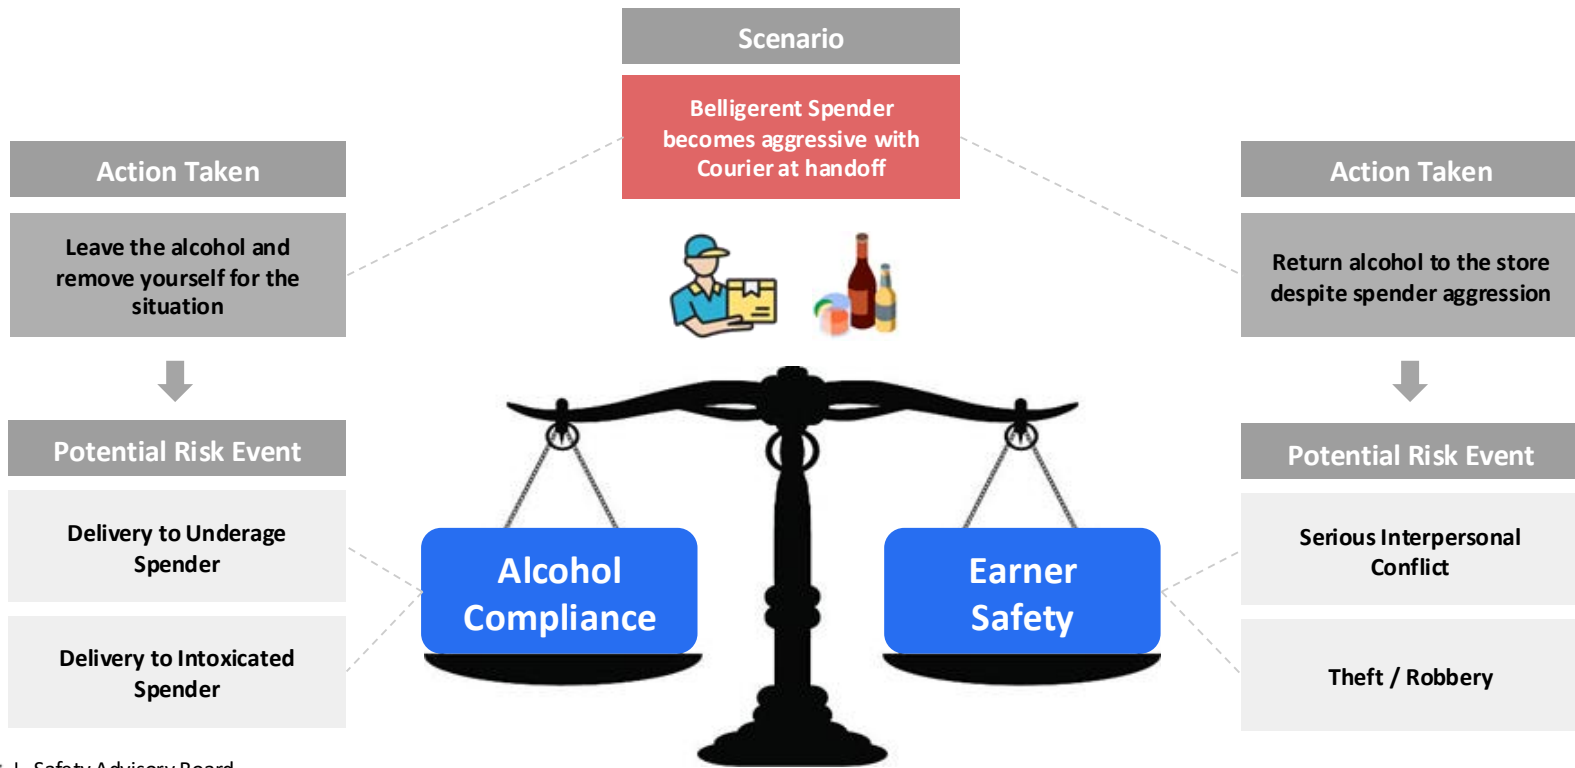 Scenario
Belligerent Spender
becomes aggressive with
Courier at handoff
Action Taken
Leave the alcohol and
remove yourself for the
situation
Potential Risk Event
Delivery to Underage
Spender
Delivery to Intoxicated
Spender
Alcohol
Compliance
Earner
Safety
Action Taken
Return alcohol to the store
despite spender aggression
Potential Risk Event
Serious Interpersonal
Conflict
Theft / Robbery
| Safety Advisory Board